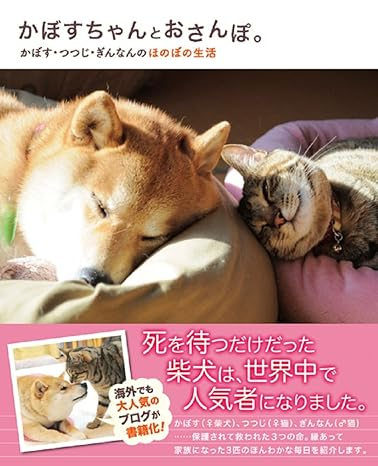 かぼすちゃんとおさんぽ。
かぼす・つつじ・ぎんなんのほのぼの生活
死を待つだけだった
柴犬は、世界中で
人気者になりました。
海外でも
大人気の
ブログが
書籍化！
かぼす（♀柴犬）、つつじ（♀猫）、ぎんなん（♂猫）
……保護されて救われた３つの命。縁あって
家族になった３匹のほんわかな毎日を紹介します。